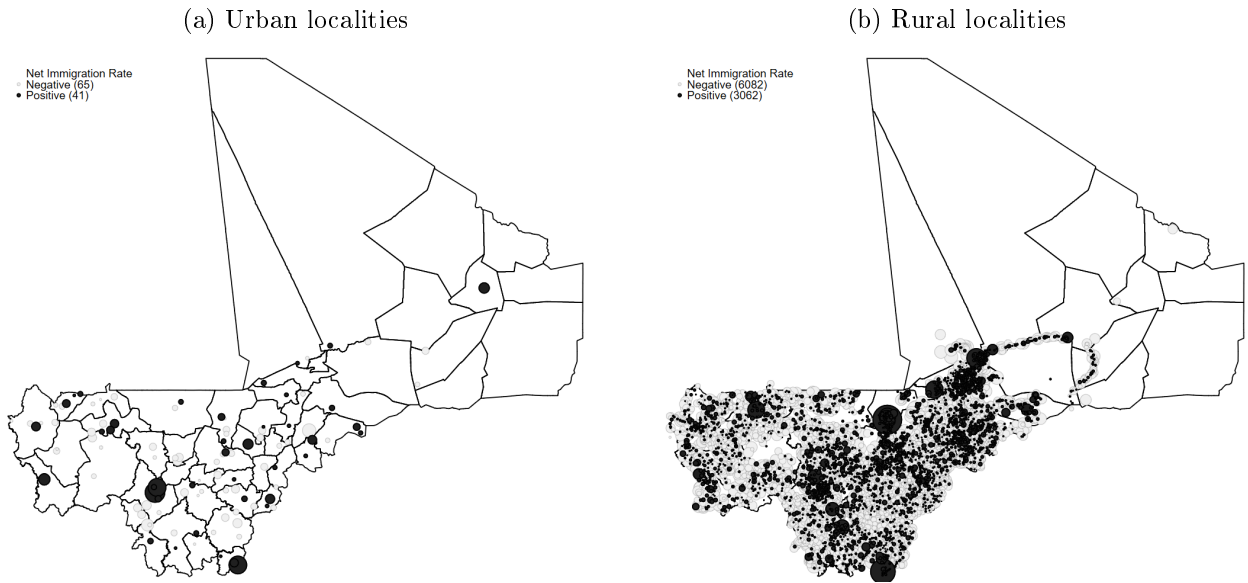 (a) Urban localities
Net Immigration Rate
Negative (65)
Positive (41)
(b) Rural localities
Net Immigration Rate
Negative (6082)
Positive (3062)